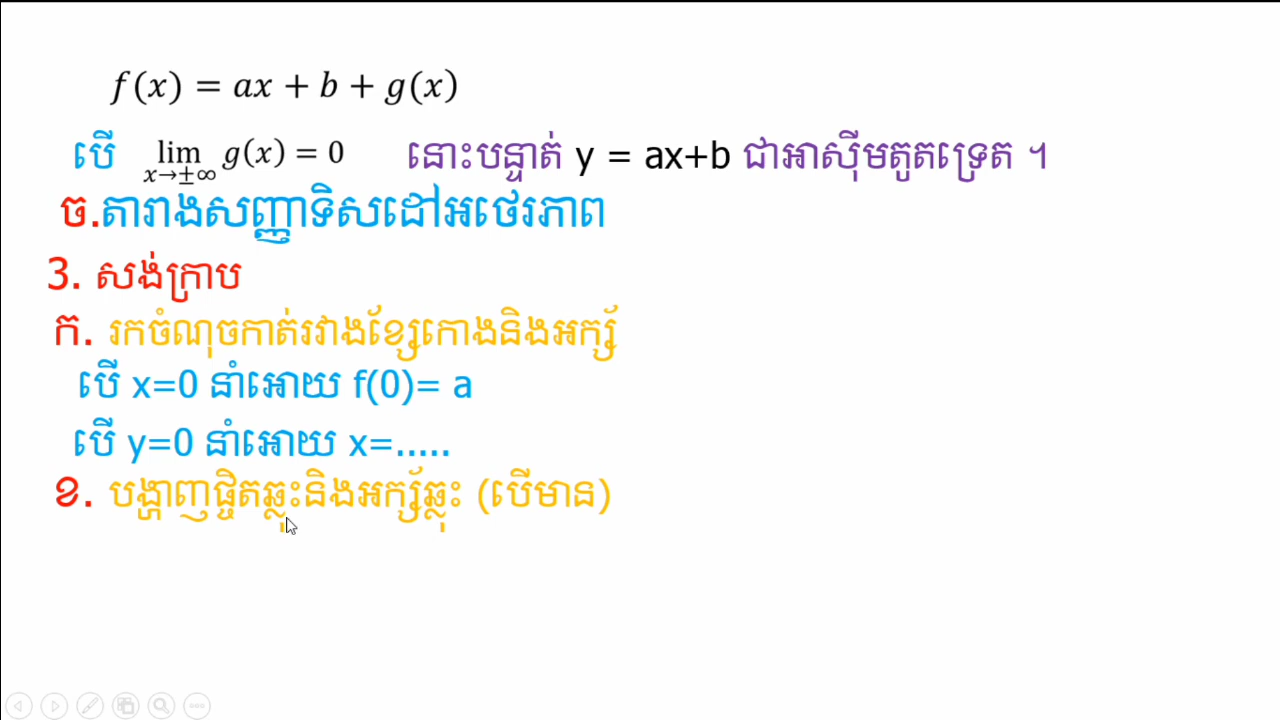 f(x) = ax + b + g(x)
បើ lim x→±∞ g(x) = 0 នោះបន្ទាត់ y = ax+b ជាអាស៊ីមតូតទ្រេត ។
ច.តារាងសញ្ញាទិសដៅអថេរភាព
3. សង់ក្រាប
ក. រកចំណុចកាត់រវាងខ្សែកោងនិងអក្ស័
បើ x=0 នាំអោយ f(0)= a
បើ y=0 នាំអោយ x=.....
ខ. បង្ហាញផ្ចិតឆ្លុះនិងអក្ស័ឆ្លុះ (បើមាន)